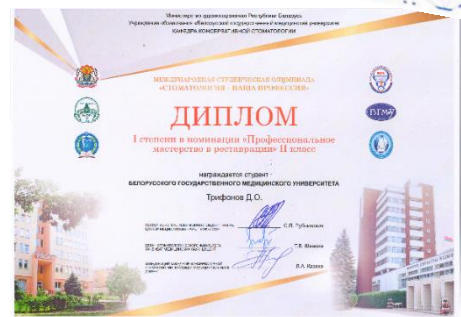 Министерство здравоохранения Республики Беларусь
Учреждение образования «Белорусский государственный медицинский университет»
КАФЕДРА КОНСЕРВАТИВНОЙ СТОМАТОЛОГИИ
МЕЖДУНАРОДНАЯ СТУДЕНЧЕСКАЯ ОЛИМПИАДА
«СТОМАТОЛОГИЯ - НАША ПРОФЕССИЯ»
ДИПЛОМ
I степени в номинации «Профессиональное
мастерство в реставрации» II класс
награждается студент
БЕЛОРУССКОГО ГОСУДАРСТВЕННОГО МЕДИЦИНСКОГО УНИВЕРСИТЕТА
Трифонов Д.О.
С.П. Рубникович
Т.В.
Л.А. Казеко
БГМУ